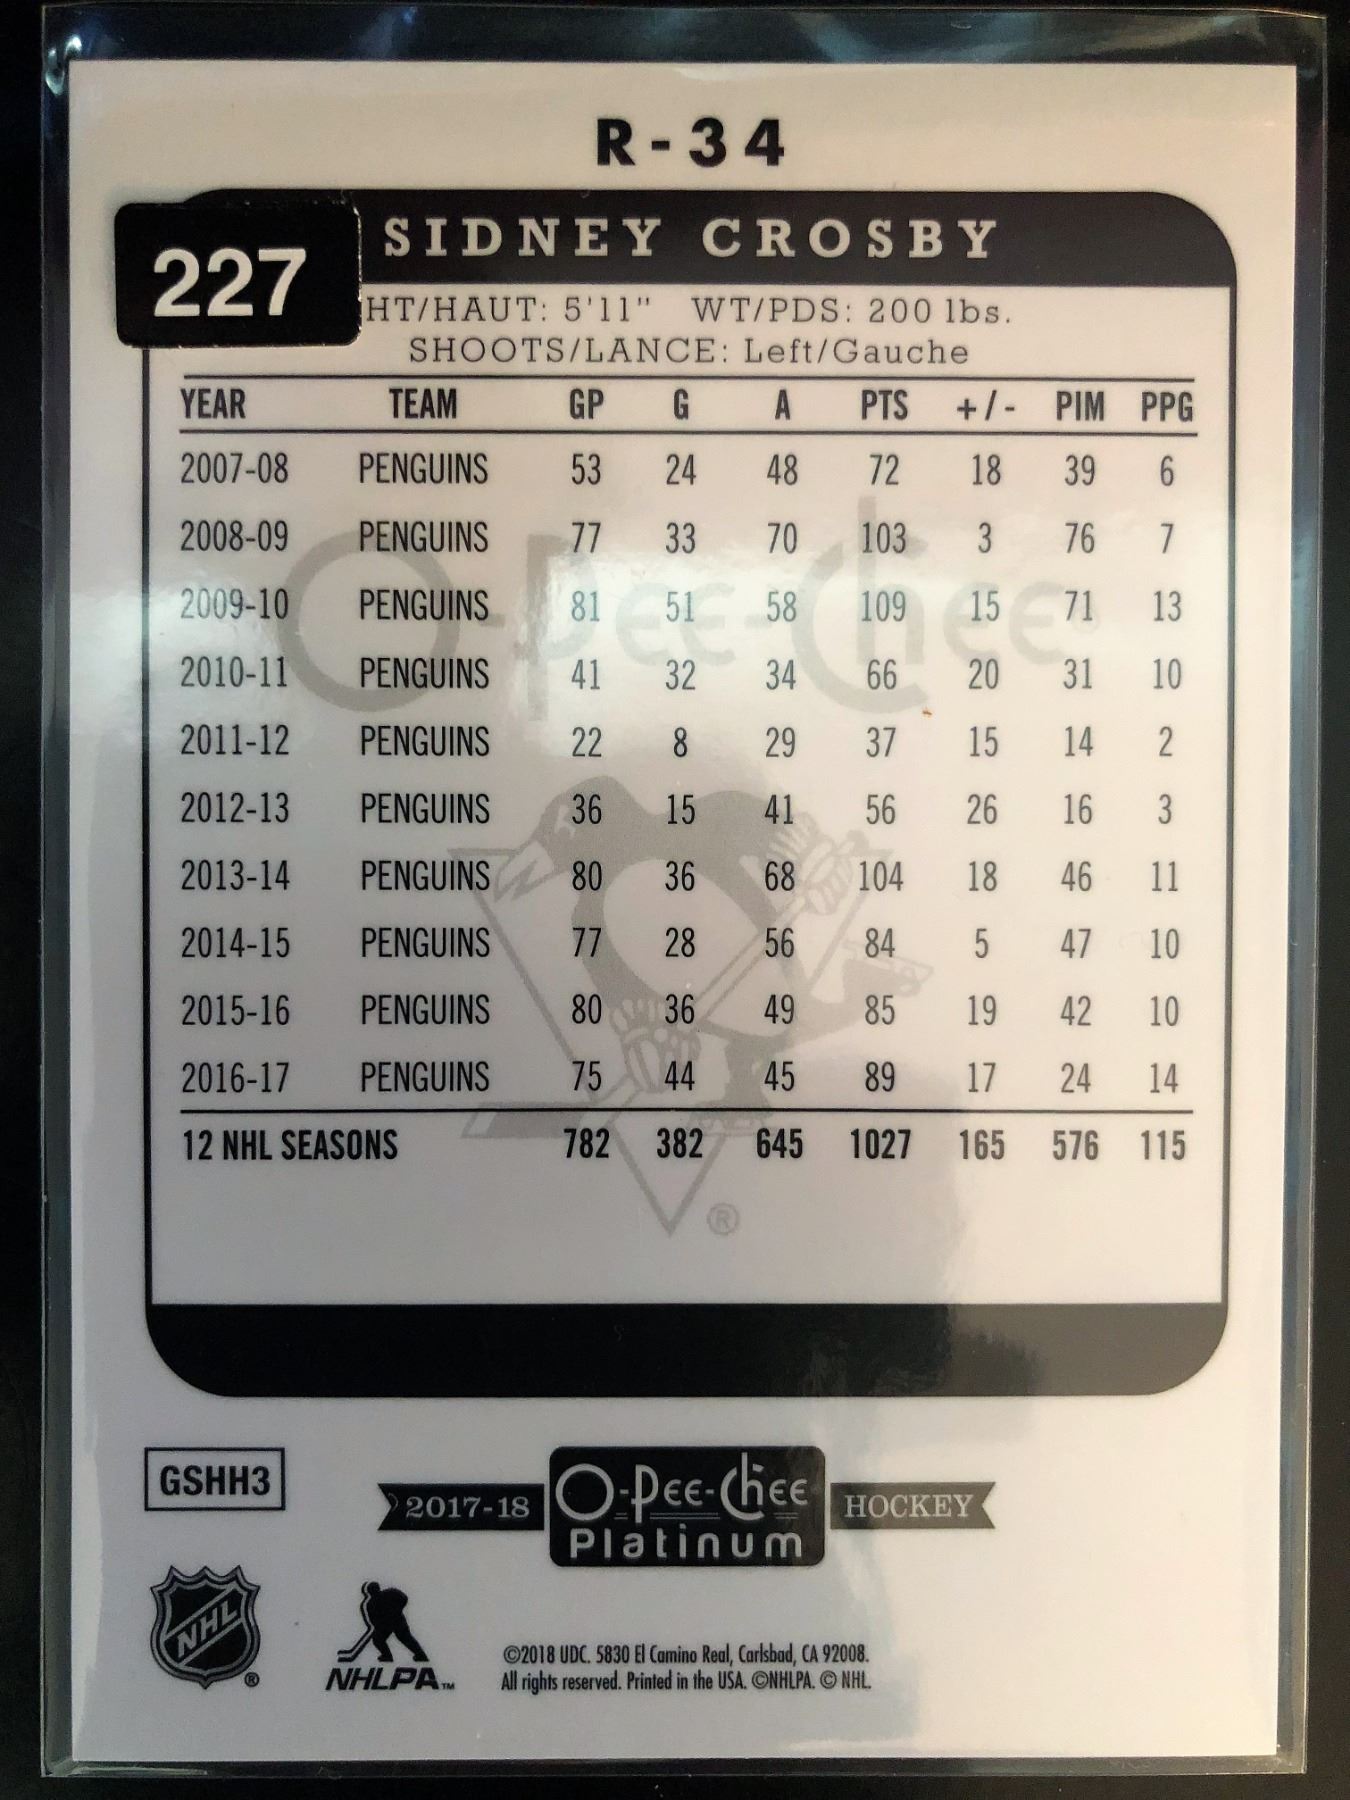 R-34
227
SIDNEY CROSBY
HT/HAUT: 5'11" WT/PDS: 200 lbs.
SHOOTS/LANCE: Left/Gauche
YEAR TEAM GP G A PTS +/- PIM PPG
2007-08 PENGUINS 53 24 48 72 18 39 6
2008-09 PENGUINS 77 33 70 103 3 76 7
2009-10 PENGUINS 81 51 58 109 15 71 13
2010-11 PENGUINS 41 32 34 66 20 31 10
2011-12 PENGUINS 22 8 29 37 15 14 2
2012-13 PENGUINS 36 15 41 56 26 16 3
2013-14 PENGUINS 80 36 68 104 18 46 11
2014-15 PENGUINS 77 28 56 84 5 47 10
2015-16 PENGUINS 80 36 49 85 19 42 10
2016-17 PENGUINS 75 44 45 89 17 24 14
12 NHL SEASONS 782 382 645 1027 165 576 115
O-Pee-Chee®
®
GSHH3
2017-18 O-Pee-Chee HOCKEY
Platinum
NHL®
NHLPA™
©2018 UDC. 5830 El Camino Real, Carlsbad, CA 92008.
All rights reserved. Printed in the USA. ©NHLPA. © NHL.